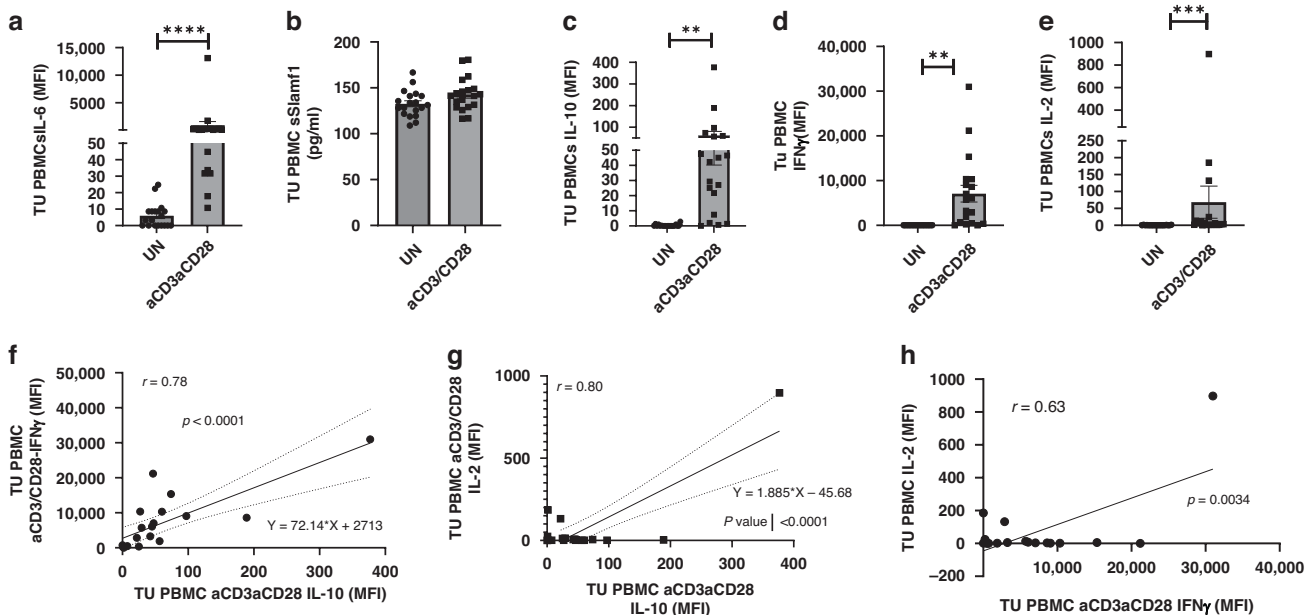 a
****
15,000
10,000
5000
50
40
30
20
10
0
TU PBMCsIL-6 (MFI)
UN
aCD3aCD28
b
200
150
100
50
0
TU PBMC sSlamf1
(pg/ml)
UN
aCD3/CD28
c
**
400
300
200
100
50
40
30
20
10
0
TU PBMCs IL-10 (MFI)
UN
aCD3aCD28
d
**
40,000
20,000
10,000
0
Tu PBMC
IFNγ(MFI)
UN
aCD3aCD28
e
***
1000
900
800
700
600
500
250
200
150
100
50
0
TU PBMCs IL-2 (MFI)
UN
aCD3/CD28
f
50,000
40,000
30,000
20,000
10,000
0
TU PBMC
aCD3/CD28-IFNγ (MFI)
r = 0.78
p < 0.0001
Y = 72.14*X + 2713
0
100
200
300
400
TU PBMC aCD3aCD28 IL-10 (MFI)
g
1000
500
0
TU PBMC aCD3/CD28
IL-2 (MFI)
r = 0.80
Y = 1.885*X – 45.68
P value | <0.0001
0
100
200
300
400
TU PBMC aCD3aCD28
IL-10 (MFI)
h
1000
800
600
400
200
0
–200
TU PBMC IL-2 (MFI)
r = 0.63
p = 0.0034
10,000
20,000
30,000
40,000
TU PBMC aCD3aCD28 IFNγ (MFI)